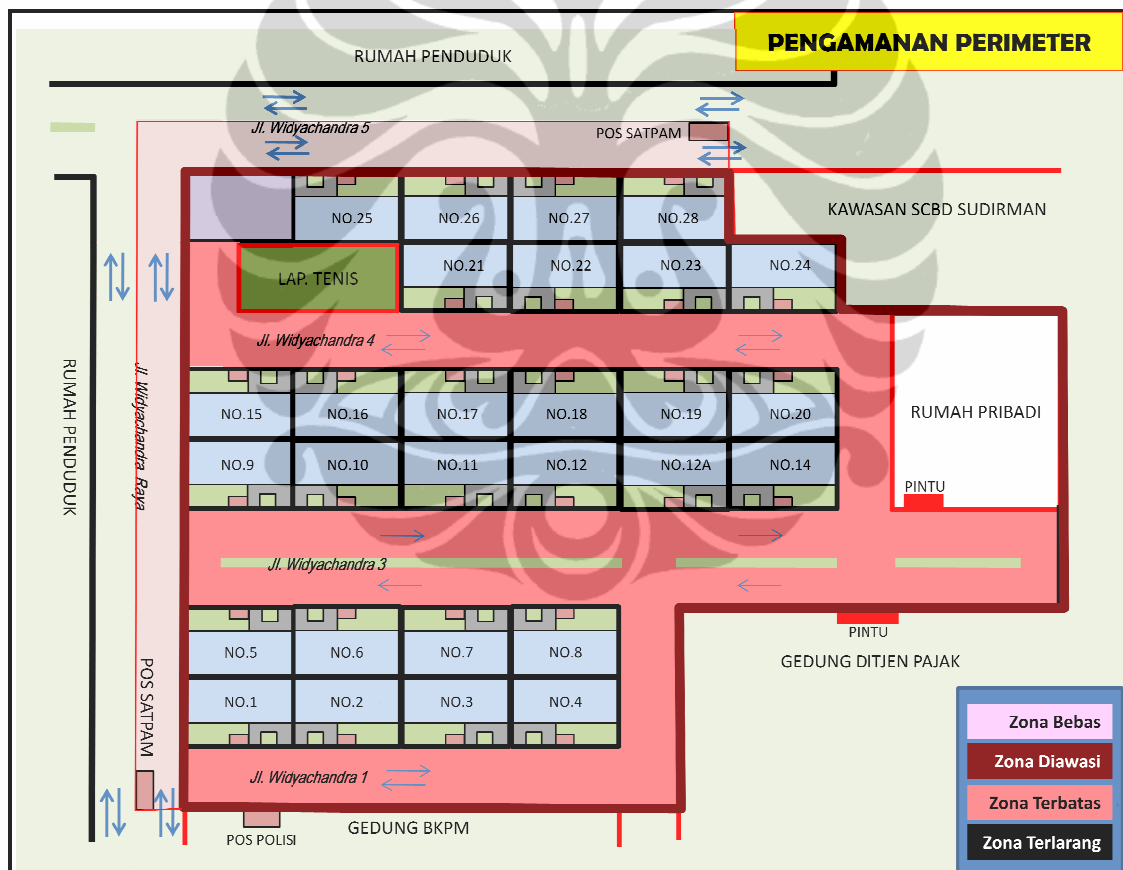 PENGAMANAN PERIMETER
RUMAH PENDUDUK
Jl. Widyachandra 5
POS SATPAM
KAWASAN SCBD SUDIRMAN
NO.25
NO.26
NO.27
NO.28
LAP. TENIS
NO.21
NO.22
NO.23
NO.24
Jl. Widyachandra 4
RUMAH PENDUDUK
Jl. Widyachandra Raya
NO.15
NO.16
NO.17
NO.18
NO.19
NO.20
RUMAH PRIBADI
NO.9
NO.10
NO.11
NO.12
NO.12A
NO.14
PINTU
Jl. Widyachandra 3
NO.5
NO.6
NO.7
NO.8
PINTU
GEDUNG DITJEN PAJAK
POS SATPAM
NO.1
NO.2
NO.3
NO.4
Jl. Widyachandra 1
POS POLISI
GEDUNG BKPM
Zona Bebas
Zona Diawasi
Zona Terbatas
Zona Terlarang